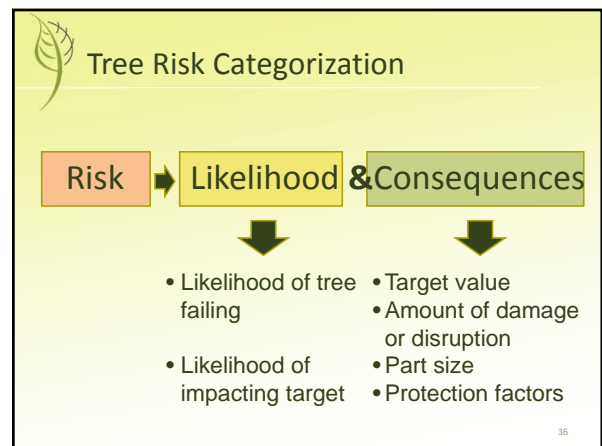 Tree Risk Categorization
Risk Likelihood & Consequences
• Likelihood of tree
failing
• Likelihood of
impacting target
• Target value
• Amount of damage
or disruption
• Part size
• Protection factors
36